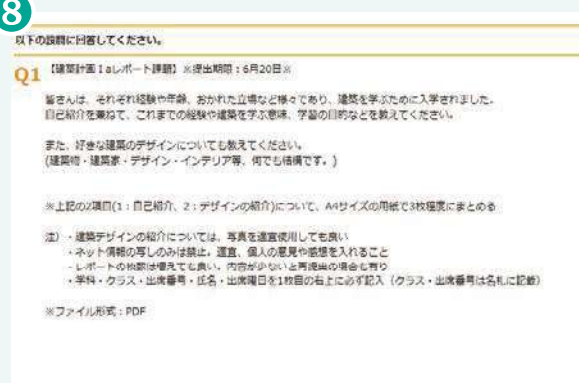 8
以下の設問に回答してください。
Q1 【建築計画Ⅰaレポート課題】※提出期限：6月20日※
皆さんは、それぞれ経験や年齢、おかれた立場など様々であり、建築を学ぶために入学されました。
自己紹介を兼ねて、これまでの経験や建築を学ぶ意味、学習の目的などを教えてください。
また、好きな建築のデザインについても教えてください。
(建築物・建築家・デザイン・インテリア等、何でも結構です。)
※上記の2項目(1：自己紹介、2：デザインの紹介)について、A4サイズの用紙で3枚程度にまとめる
注）・建築デザインの紹介については、写真を適宜使用しても良い
・ネット情報の写しのみは禁止。適宜、個人の意見や感想を入れること
・レポートの枚数は増えても良い。内容が少ないと再提出の場合も有り
・学科・クラス・出席番号・氏名・出席曜日を1枚目の右上に必ず記入（クラス・出席番号は名札に記載）
※ファイル形式：PDF